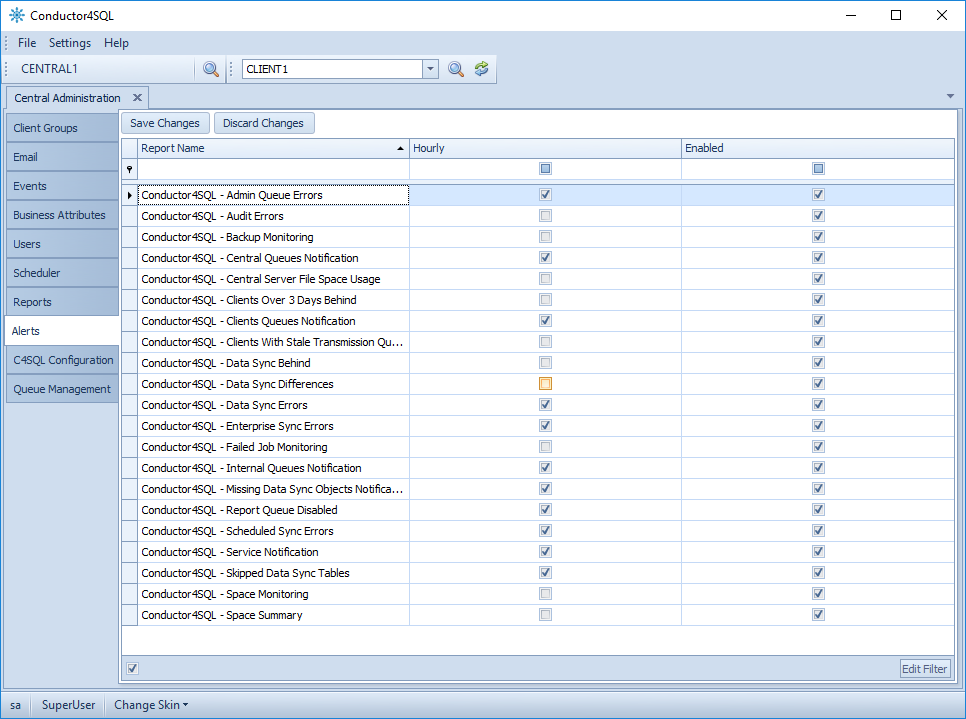 Conductor4SQL
File Settings Help
CENTRAL1 CLIENT1
Central Administration
Save Changes Discard Changes
Client Groups
Email
Events
Business Attributes
Users
Scheduler
Reports
Alerts
C4SQL Configuration
Queue Management
Report Name Hourly Enabled
Conductor4SQL - Admin Queue Errors
Conductor4SQL - Audit Errors
Conductor4SQL - Backup Monitoring
Conductor4SQL - Central Queues Notification
Conductor4SQL - Central Server File Space Usage
Conductor4SQL - Clients Over 3 Days Behind
Conductor4SQL - Clients Queues Notification
Conductor4SQL - Clients With Stale Transmission Qu...
Conductor4SQL - Data Sync Behind
Conductor4SQL - Data Sync Differences
Conductor4SQL - Data Sync Errors
Conductor4SQL - Enterprise Sync Errors
Conductor4SQL - Failed Job Monitoring
Conductor4SQL - Internal Queues Notification
Conductor4SQL - Missing Data Sync Objects Notifica...
Conductor4SQL - Report Queue Disabled
Conductor4SQL - Scheduled Sync Errors
Conductor4SQL - Service Notification
Conductor4SQL - Skipped Data Sync Tables
Conductor4SQL - Space Monitoring
Conductor4SQL - Space Summary
Edit Filter
sa SuperUser Change Skin